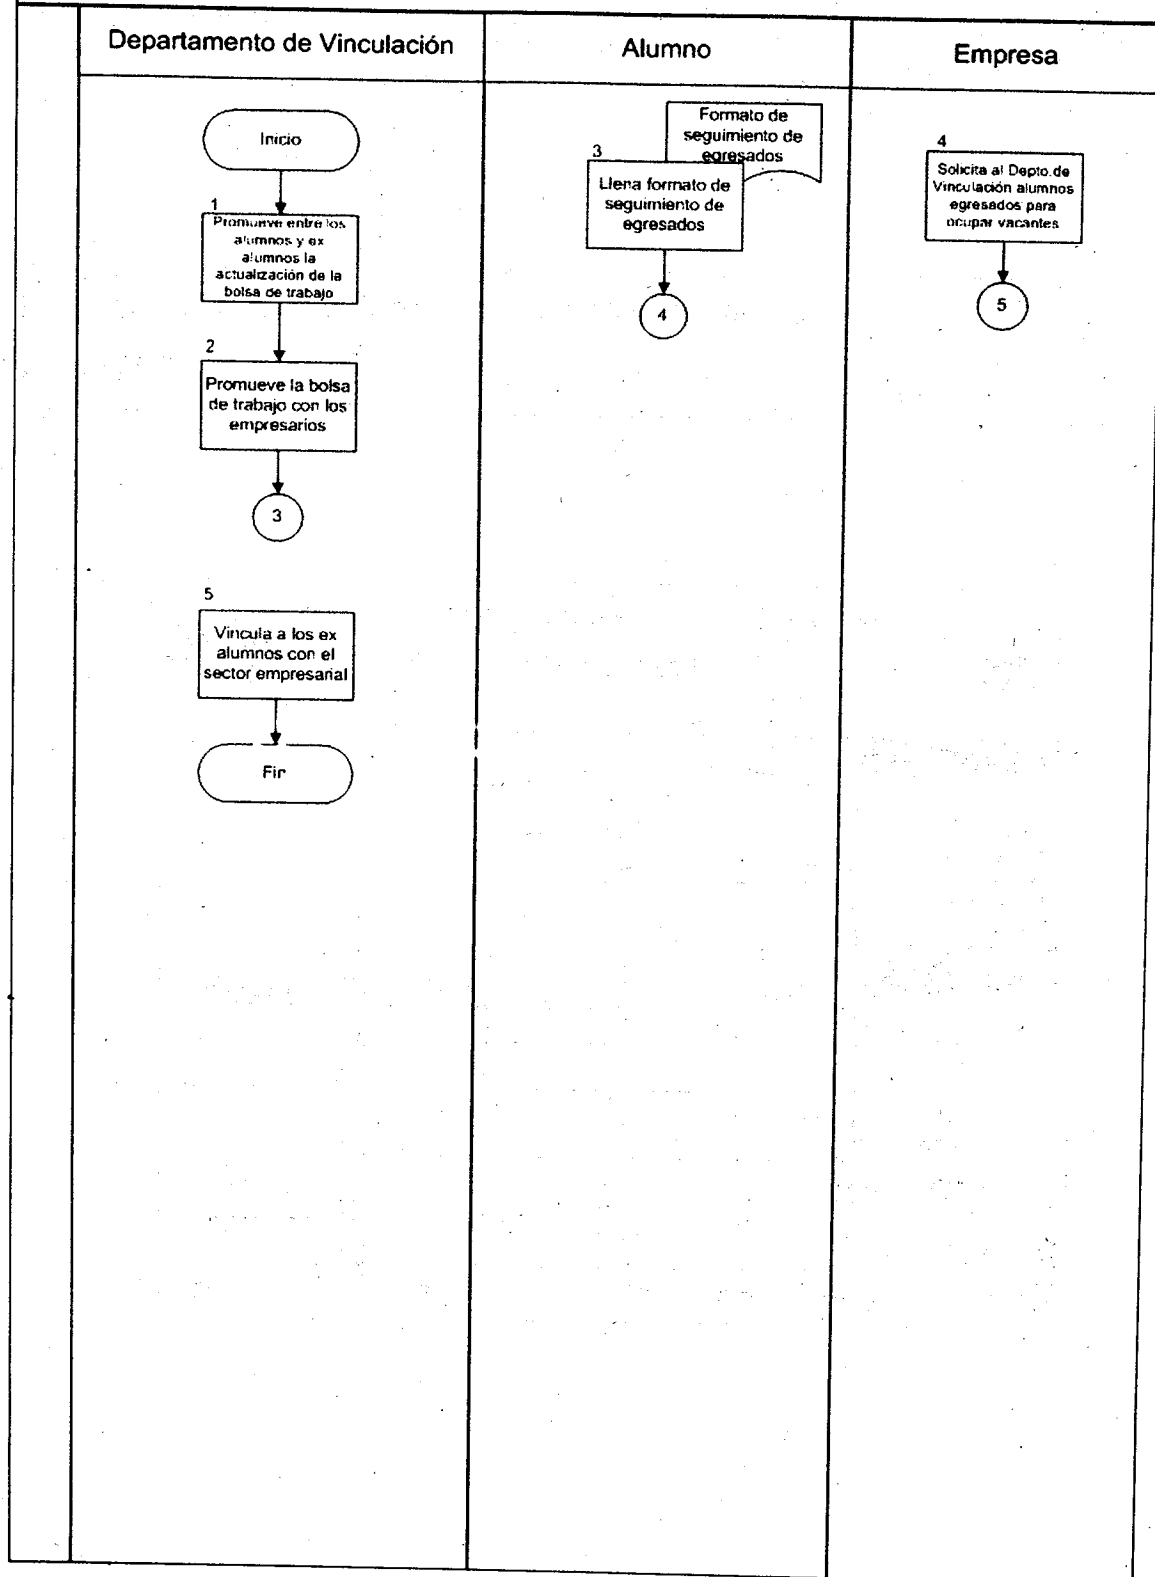 Departamento de Vinculación
Alumno
Empresa
Inicio
1
Promueve entre los
alumnos y ex
alumnos la
actualización de la
bolsa de trabajo
2
Promueve la bolsa
de trabajo con los
empresarios
3
5
Vincula a los ex
alumnos con el
sector empresarial
Fin
Formato de
seguimiento de
egresados
3
Llena formato de
seguimiento de
egresados
4
4
Solicita al Depto. de
Vinculación alumnos
egresados para
ocupar vacantes
5